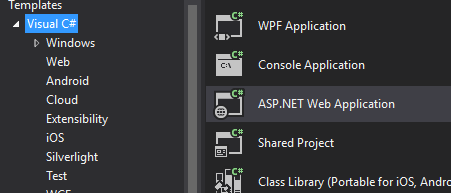 Templates
Visual C#
Windows
Web
Android
Cloud
Extensibility
iOS
Silverlight
Test
WCF
C#
WPF Application
C#
C:\
Console Application
C#
ASP.NET Web Application
C#
Shared Project
C#
Class Library (Portable for iOS, Andro